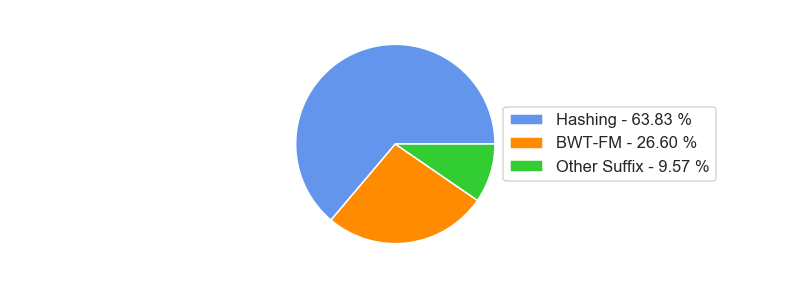 Hashing - 63.83 %
BWT-FM - 26.60 %
Other Suffix - 9.57 %